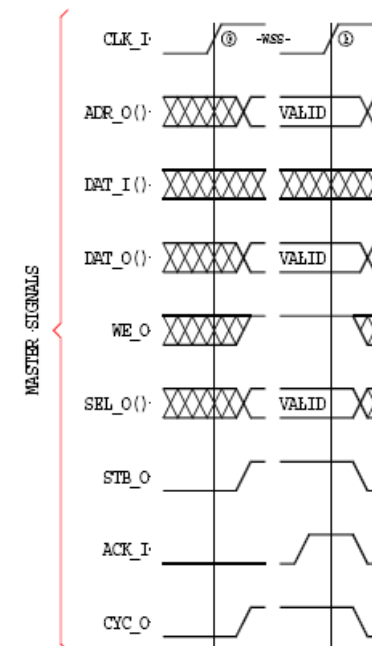 CLK_I
⓪ -WSS- ①
ADR_O()
VALID
DAT_I()
DAT_O()
VALID
MASTER SIGNALS
WE_O
SEL_O()
VALID
STB_O
ACK_I
CYC_O